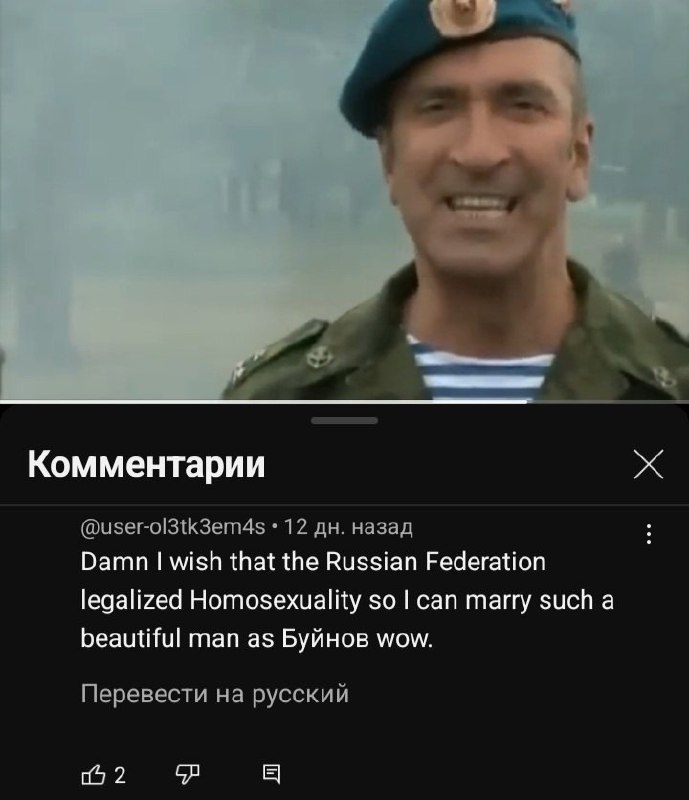 Комментарии
@user-ol3tk3em4s • 12 дн. назад
Damn I wish that the Russian Federation
legalized Homosexuality so I can marry such a
beautiful man as Буйнов wow.
Перевести на русский
2